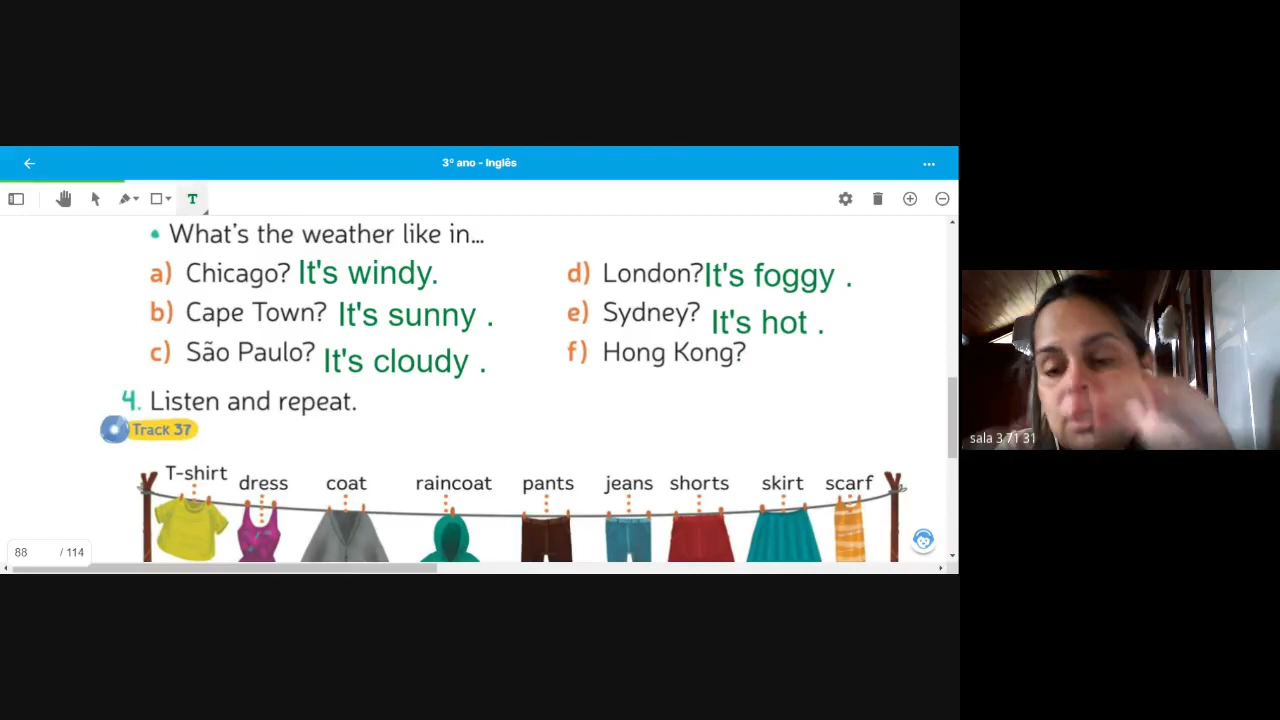 3º ano - Inglês
What's the weather like in...
a) Chicago? It's windy.
d) London? It's foggy .
b) Cape Town? It's sunny .
e) Sydney? It's hot .
c) São Paulo? It's cloudy .
f) Hong Kong?
4. Listen and repeat.
Track 37
T-shirt dress coat raincoat pants jeans shorts skirt scarf
88 / 114
sala 3 71 31